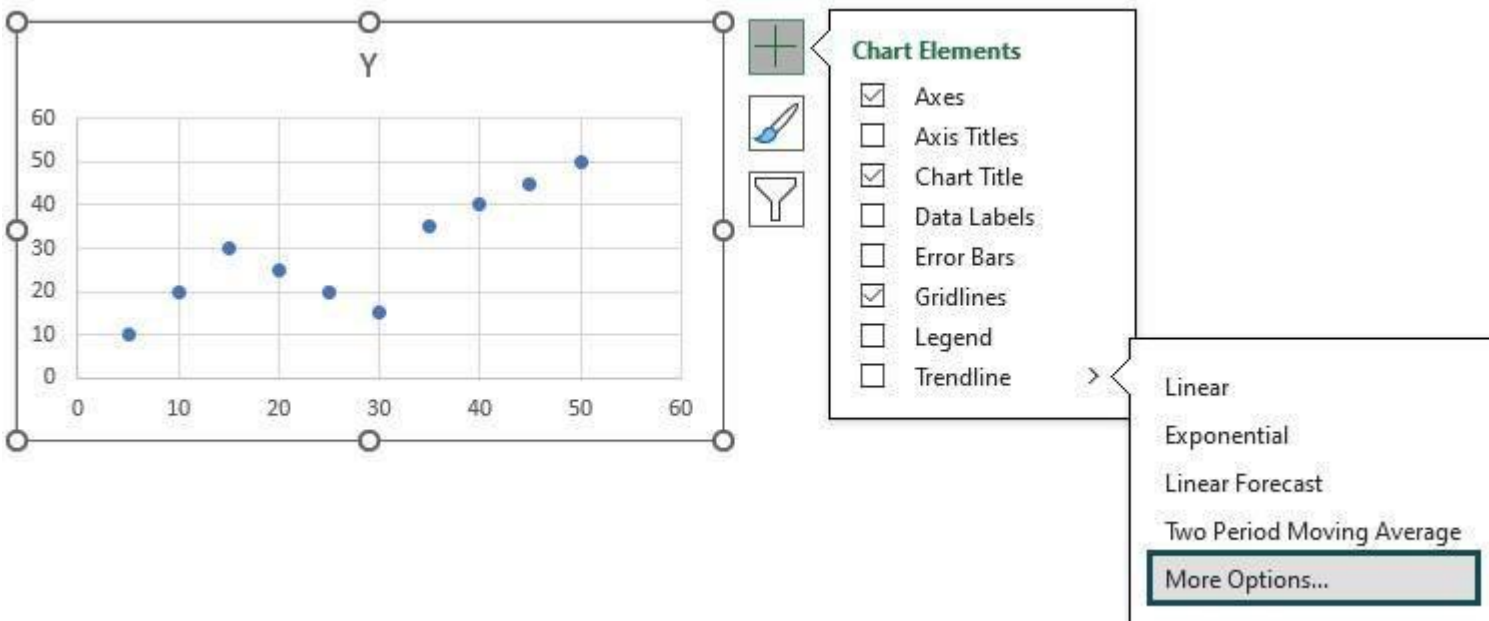 Y
60
50
40
30
20
10
0
0 10 20 30 40 50 60
Chart Elements
Axes
Axis Titles
Chart Title
Data Labels
Error Bars
Gridlines
Legend
Trendline
Linear
Exponential
Linear Forecast
Two Period Moving Average
More Options...